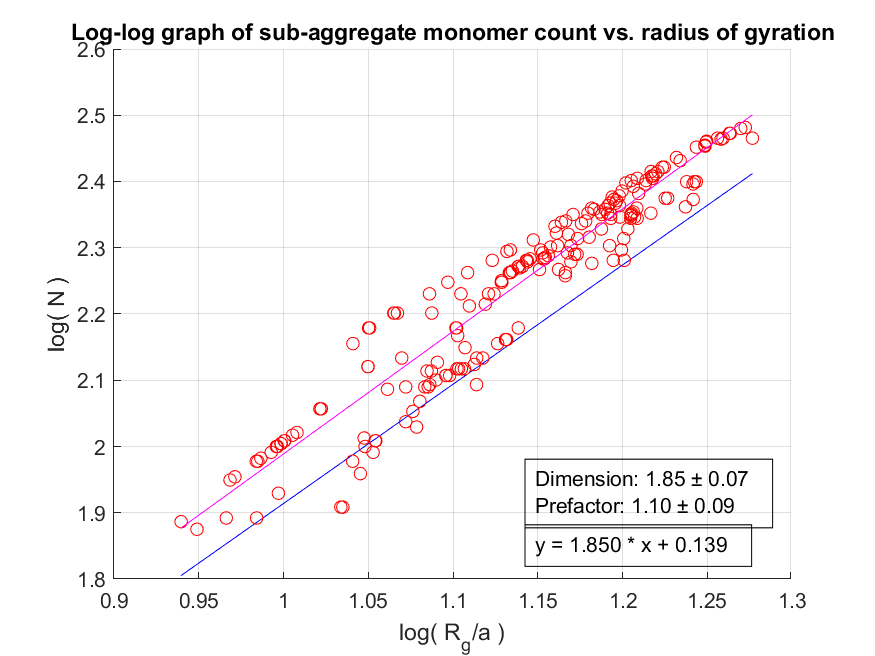 Log-log graph of sub-aggregate monomer count vs. radius of gyration
2.6
2.5
2.4
2.3
2.2
2.1
2
1.9
1.8
log( N )
Dimension: 1.85 ± 0.07
Prefactor: 1.10 ± 0.09
y = 1.850 * x + 0.139
0.9 0.95 1 1.05 1.1 1.15 1.2 1.25 1.3
log( R_g/a )